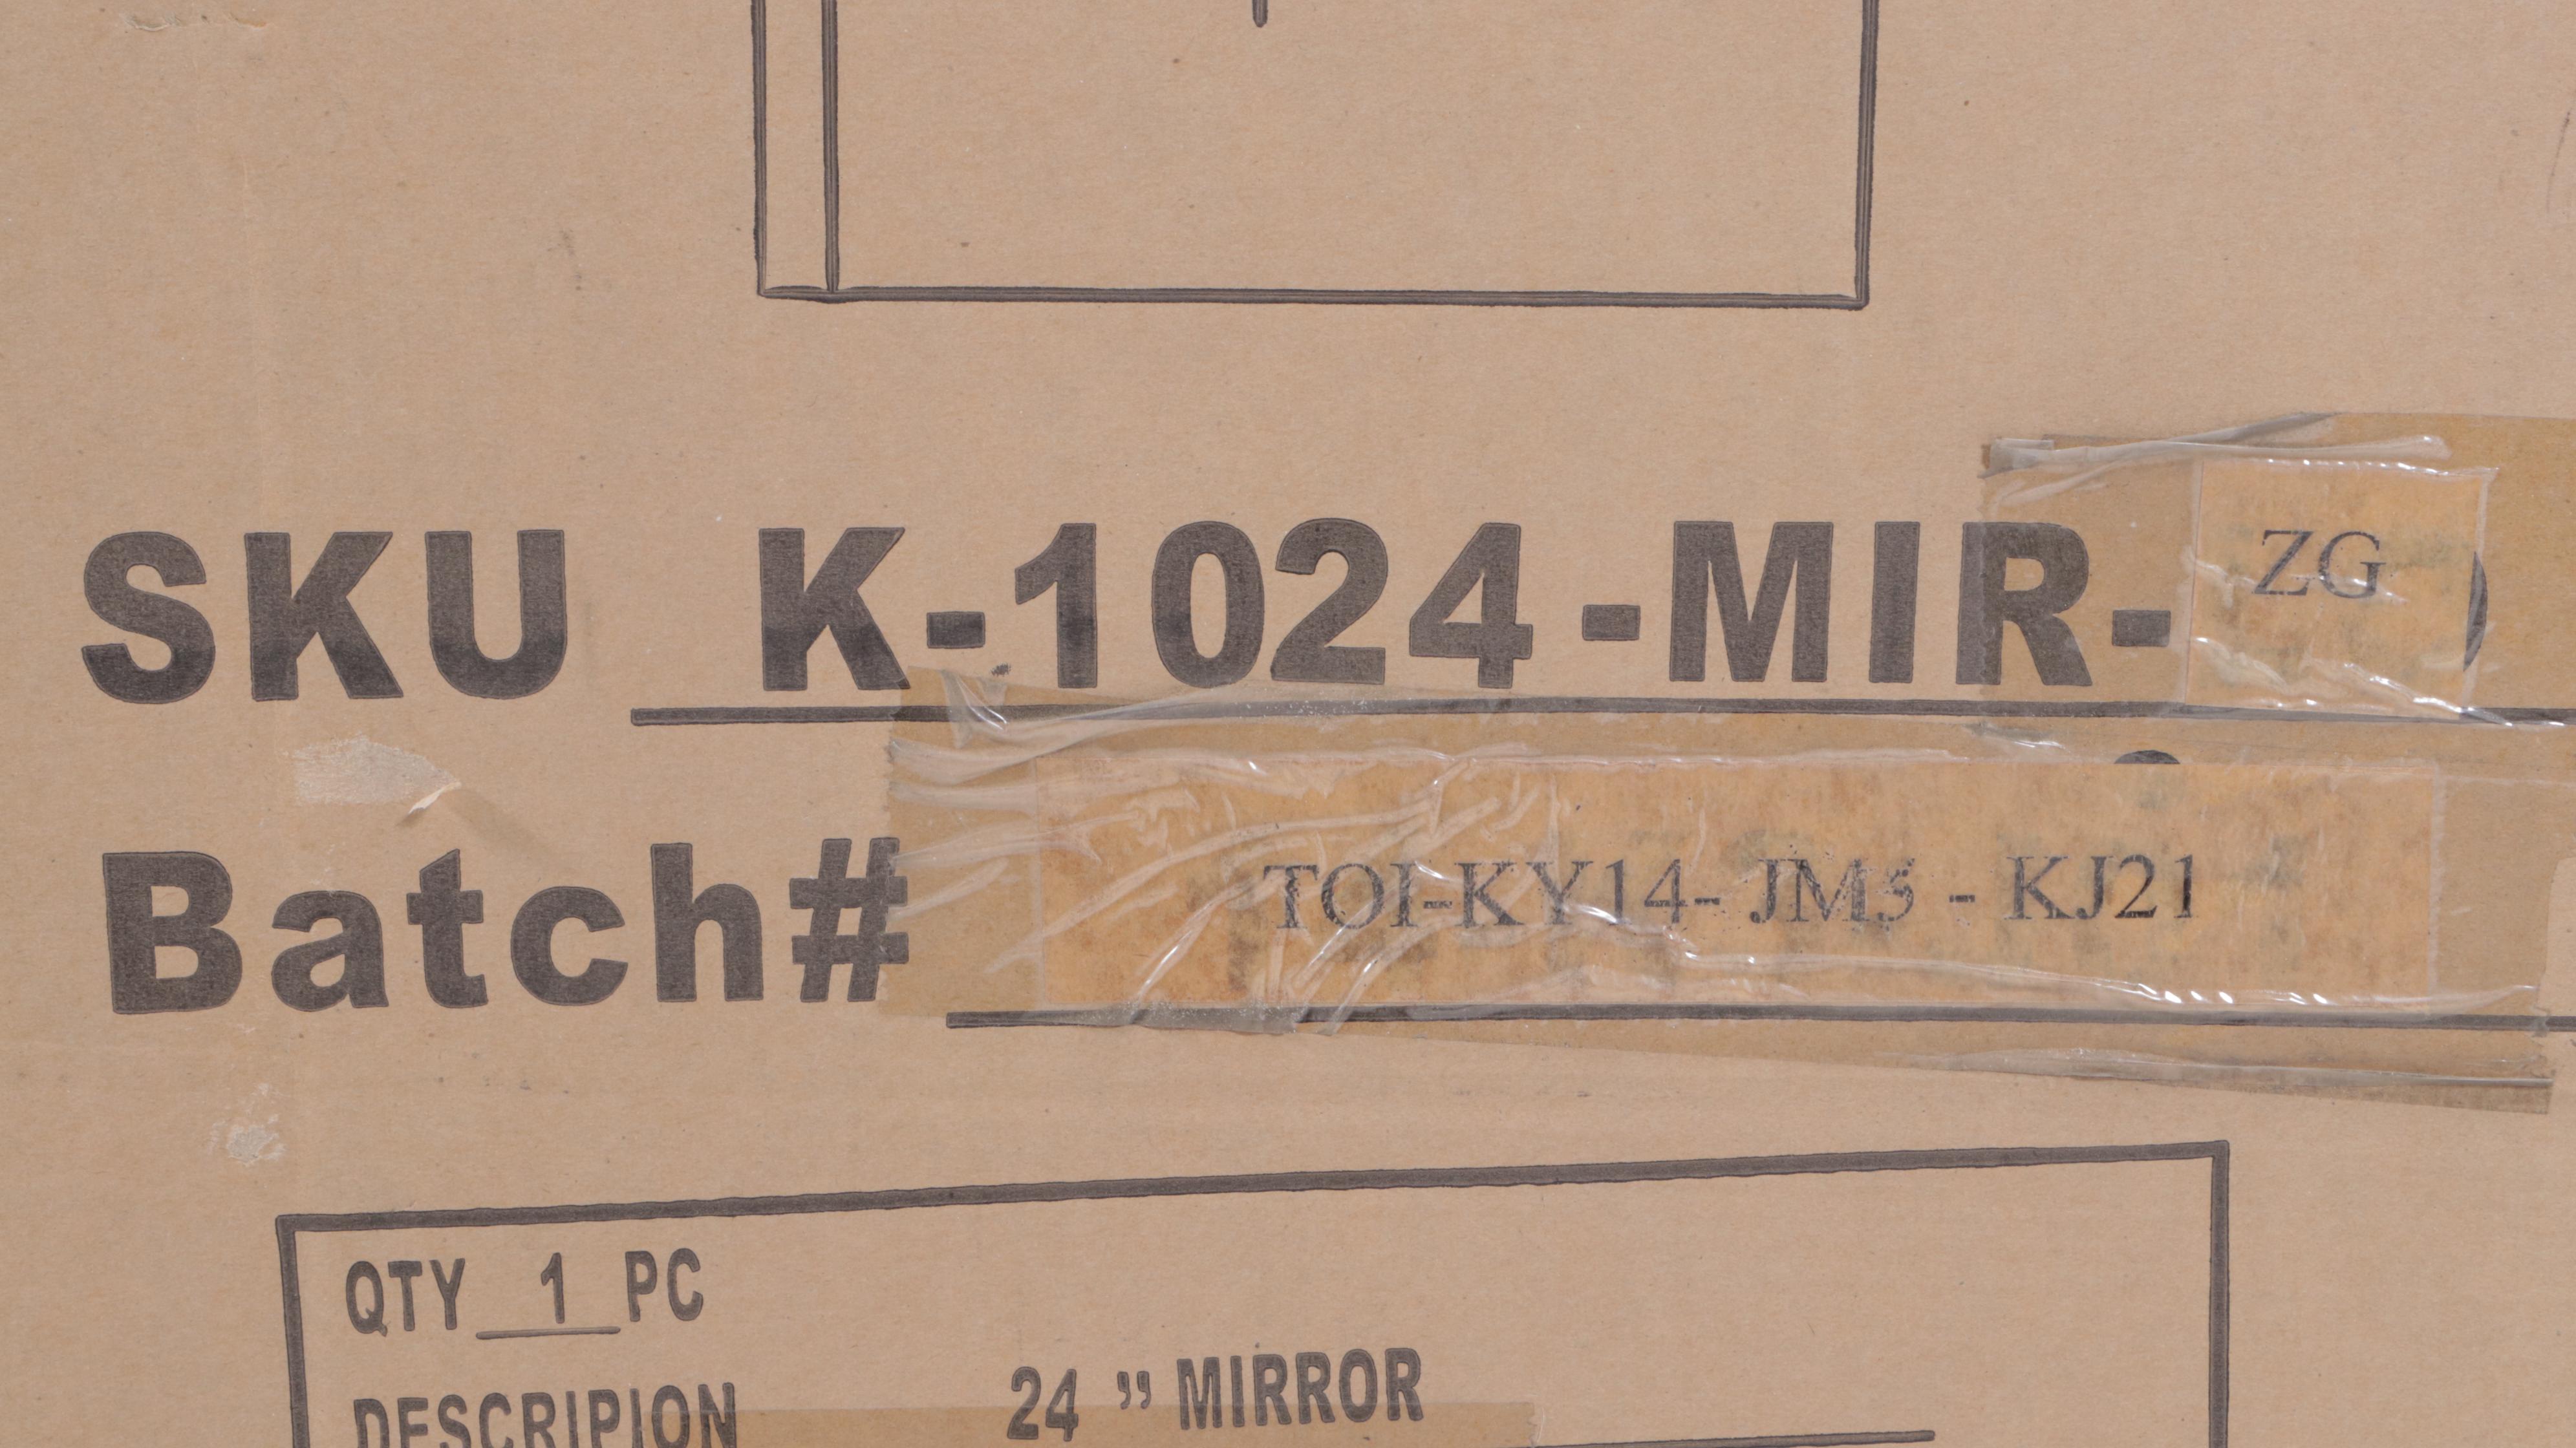 SKU K-1024-MIR-ZG
Batch# TOI-KY14- JM5 - KJ21
QTY 1 PC
DESCRIPION 24 ” MIRROR